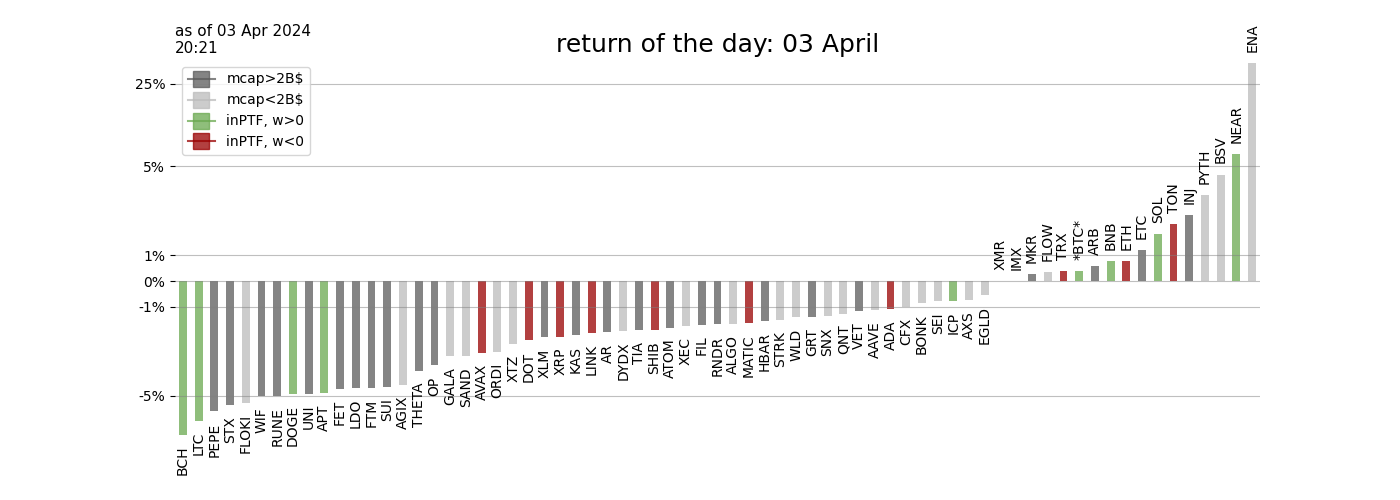 as of 03 Apr 2024
20:21
return of the day: 03 April
mcap>2B$
mcap<2B$
inPTF, w>0
inPTF, w<0
25%
5%
1%
0%
-1%
-5%
BCH
LTC
PEPE
STX
FLOKI
WIF
RUNE
DOGE
UNI
APT
FET
LDO
FTM
SUI
AGIX
THETA
OP
GALA
SAND
AVAX
ORDI
XTZ
DOT
XLM
XRP
KAS
LINK
AR
DYDX
TIA
SHIB
ATOM
XEC
FIL
RNDR
ALGO
MATIC
HBAR
STRK
WLD
GRT
SNX
QNT
VET
AAVE
ADA
CFX
BONK
SEI
ICP
AXS
EGLD
XMR
IMX
MKR
FLOW
TRX
*BTC*
ARB
BNB
ETH
ETC
SOL
TON
INJ
PYTH
BSV
NEAR
ENA